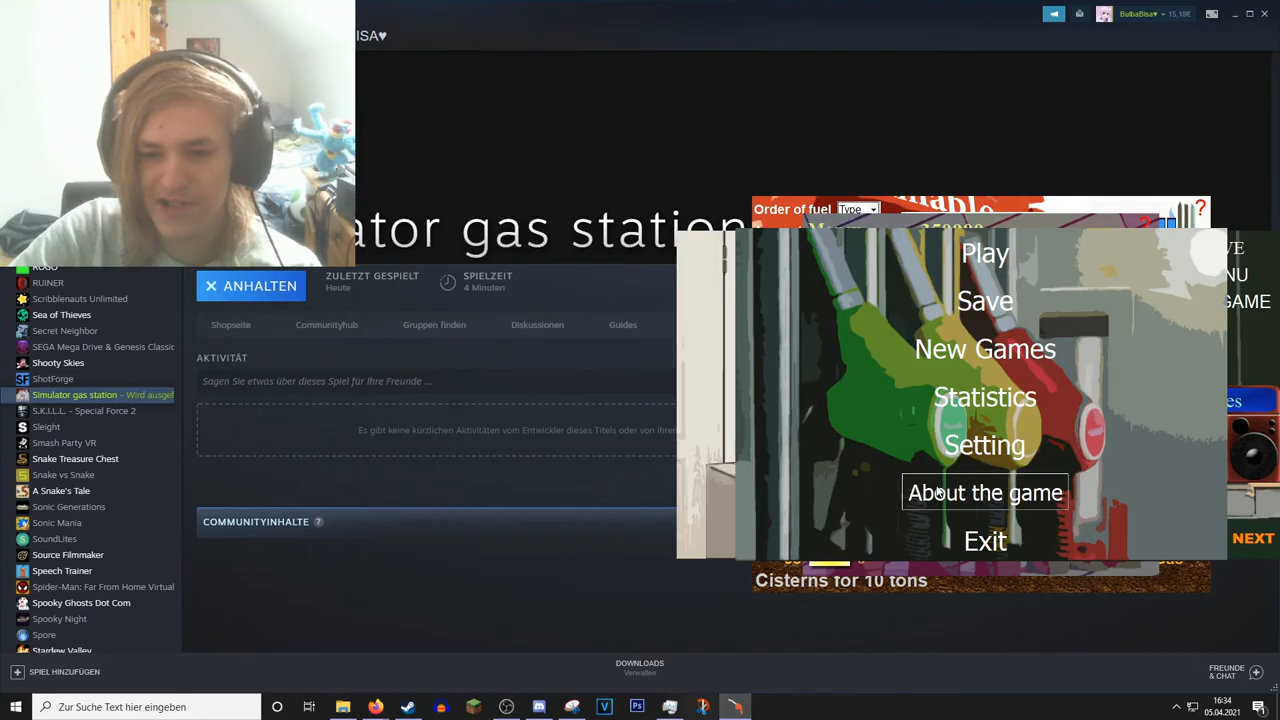 BulbaBisa♥
15,18€
ISA♥
ator gas station
RUGO
RUINER
Scribblenauts Unlimited
Sea of Thieves
Secret Neighbor
SEGA Mega Drive & Genesis Classic
Shooty Skies
ShotForge
Simulator gas station - Wird ausgef
S.K.I.L.L. - Special Force 2
Sleight
Smash Party VR
Snake Treasure Chest
Snake vs Snake
A Snake's Tale
Sonic Generations
Sonic Mania
SoundLites
Source Filmmaker
Speech Trainer
Spider-Man: Far From Home Virtual
Spooky Ghosts Dot Com
Spooky Night
Spore
Stardew Valley
ANHALTEN
ZULETZT GESPIELT
Heute
SPIELZEIT
4 Minuten
Shopseite
Communityhub
Gruppen finden
Diskussionen
Guides
AKTIVITÄT
Sagen Sie etwas über dieses Spiel für Ihre Freunde ...
Es gibt keine kürzlichen Aktivitäten vom Entwickler dieses Titels oder von Ihren
COMMUNITYINHALTE ?
Order of fuel
Type
?
Play
Save
New Games
Statistics
Setting
About the game
Exit
VE
NU
GAME
es
NEXT
Cisterns for 10 tons
SPIEL HINZUFÜGEN
DOWNLOADS
Verwalten
FREUNDE
& CHAT
Zur Suche Text hier eingeben
16:34
05.04.2021